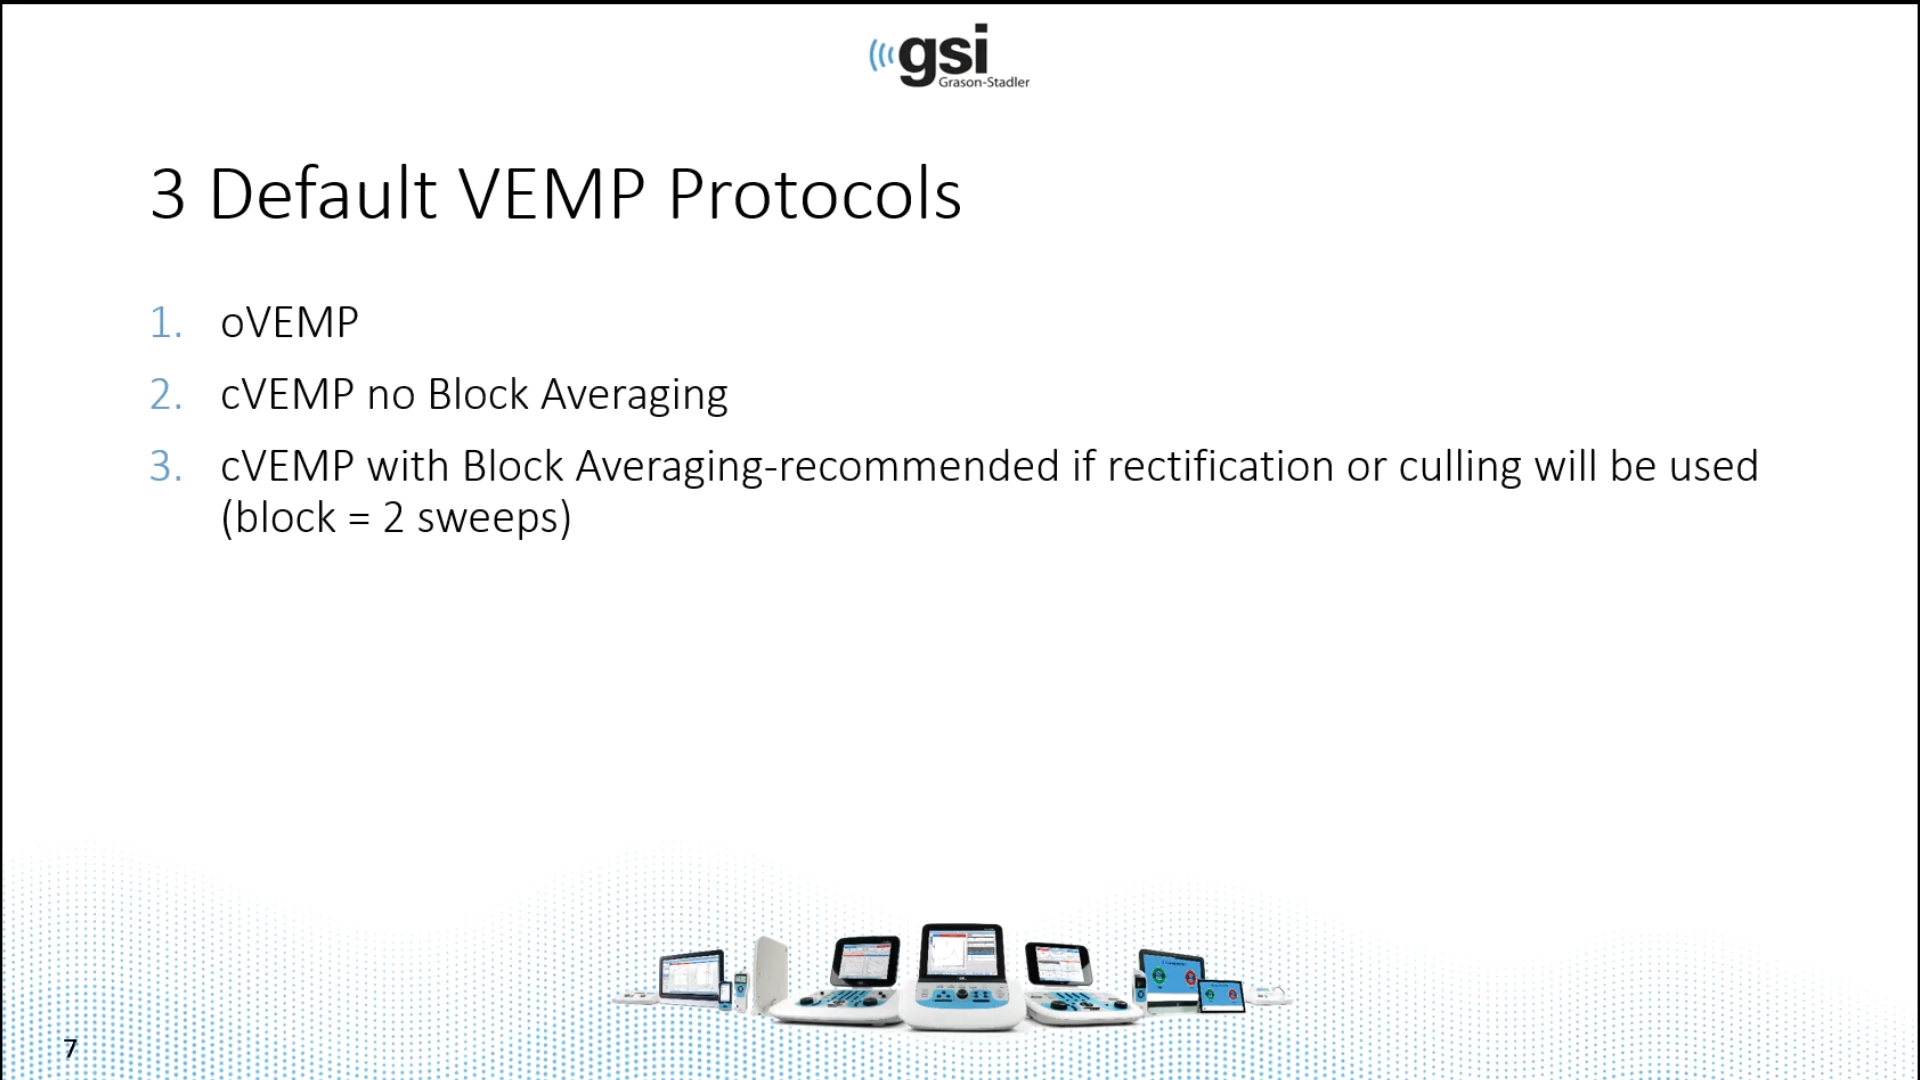 gsi
Grason-Stadler
3 Default VEMP Protocols
1. oVEMP
2. cVEMP no Block Averaging
3. cVEMP with Block Averaging-recommended if rectification or culling will be used
(block = 2 sweeps)
7